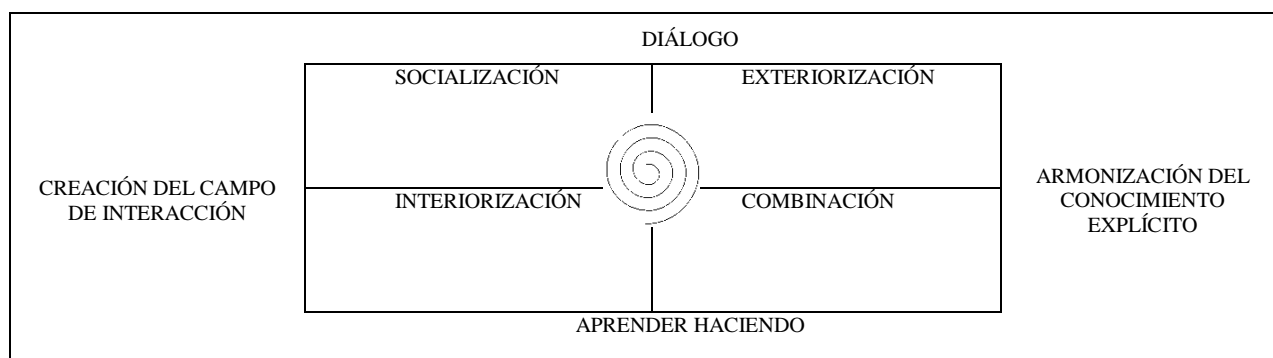 DIÁLOGO
SOCIALIZACIÓN
EXTERIORIZACIÓN
CREACIÓN DEL CAMPO
DE INTERACCIÓN
INTERIORIZACIÓN
COMBINACIÓN
ARMONIZACIÓN DEL
CONOCIMIENTO
EXPLÍCITO
APRENDER HACIENDO